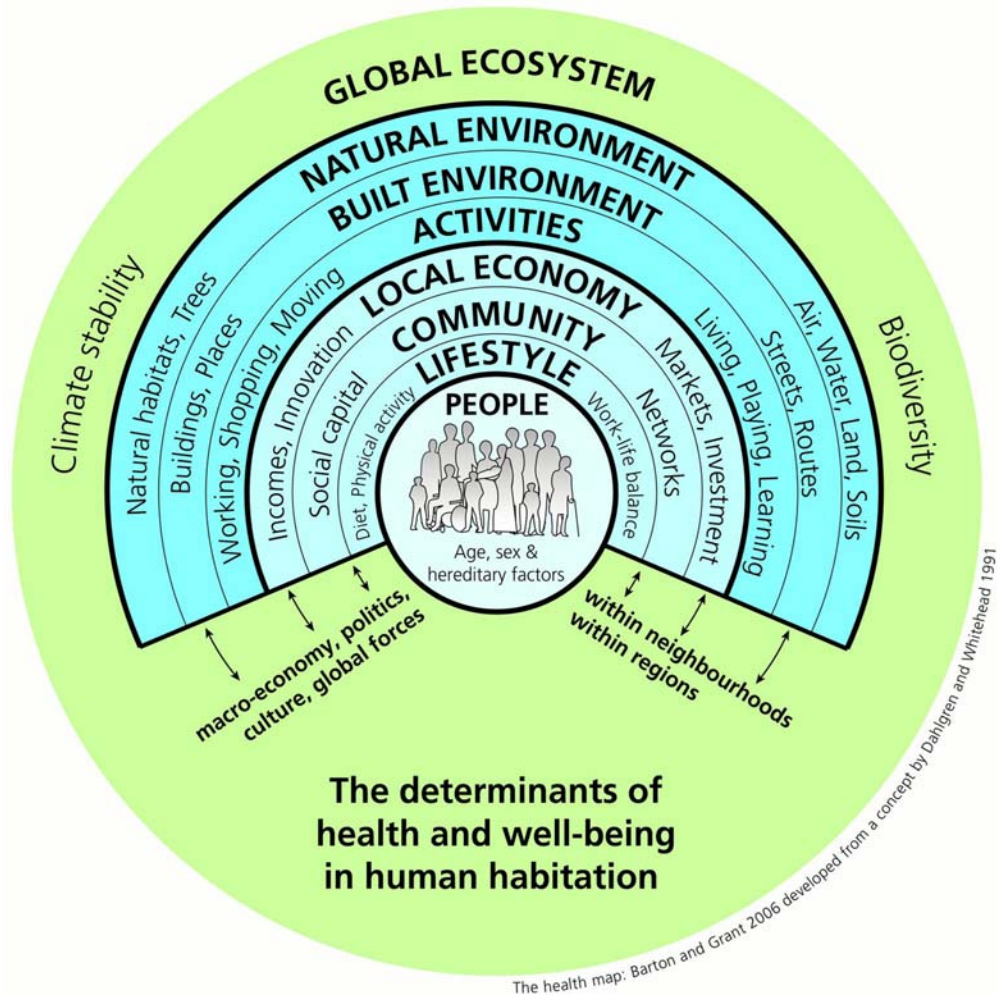 GLOBAL ECOSYSTEM
NATURAL ENVIRONMENT
BUILT ENVIRONMENT
ACTIVITIES
LOCAL ECONOMY
COMMUNITY
LIFESTYLE
PEOPLE
Age, sex &
hereditary factors
Climate stability
Natural habitats, Trees
Buildings, Places
Working, Shopping, Moving
Incomes, Innovation
Social capital
Diet, Physical activity
Work-life balance
Networks
Markets, Investment
Living, Playing, Learning
Streets, Routes
Air, Water, Land, Soils
Biodiversity
macro-economy, politics,
culture, global forces
within neighbourhoods
within regions
The determinants of
health and well-being
in human habitation
The health map: Barton and Grant 2006 developed from a concept by Dahlgren and Whitehead 1991